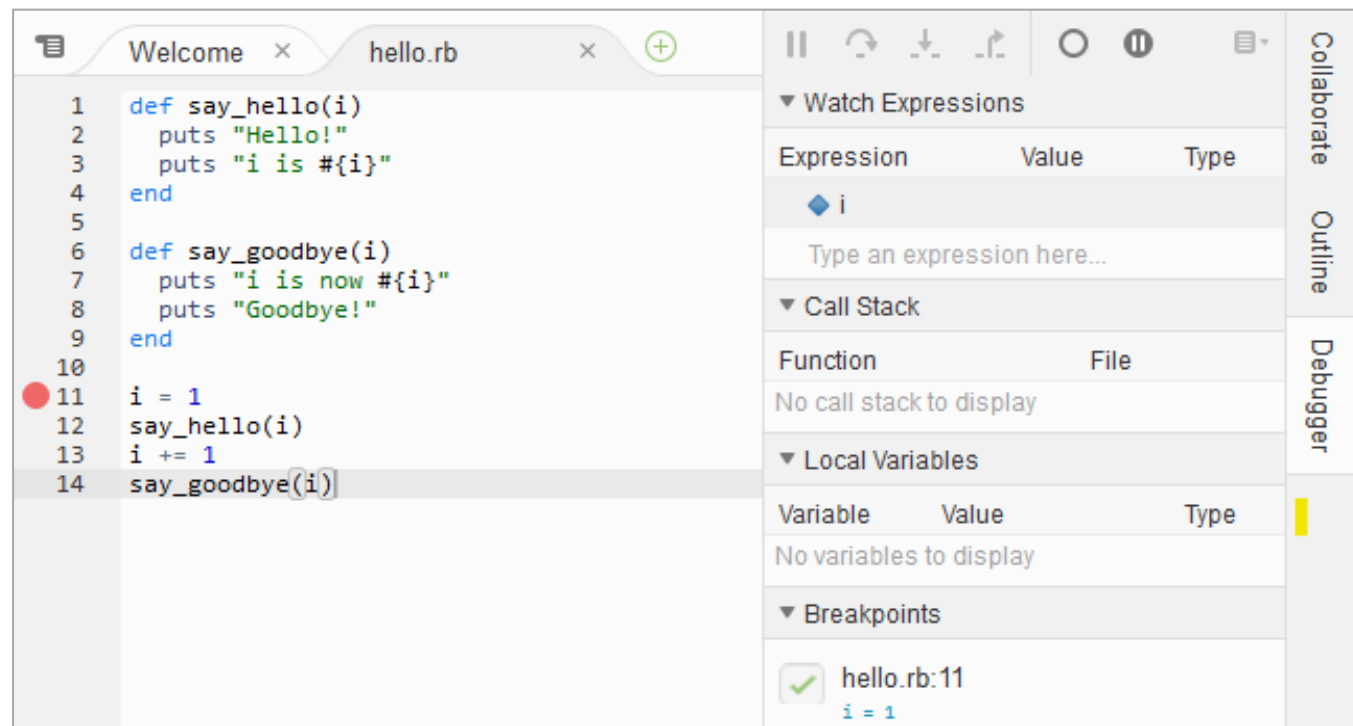 Welcome × hello.rb ×
1 def say_hello(i)
2   puts "Hello!"
3   puts "i is #{i}"
4 end
5
6 def say_goodbye(i)
7   puts "i is now #{i}"
8   puts "Goodbye!"
9 end
10
11 i = 1
12 say_hello(i)
13 i += 1
14 say_goodbye(i)
Watch Expressions
Expression Value Type
i
Type an expression here...
Call Stack
Function File
No call stack to display
Local Variables
Variable Value Type
No variables to display
Breakpoints
hello.rb:11
i = 1
Collaborate
Outline
Debugger